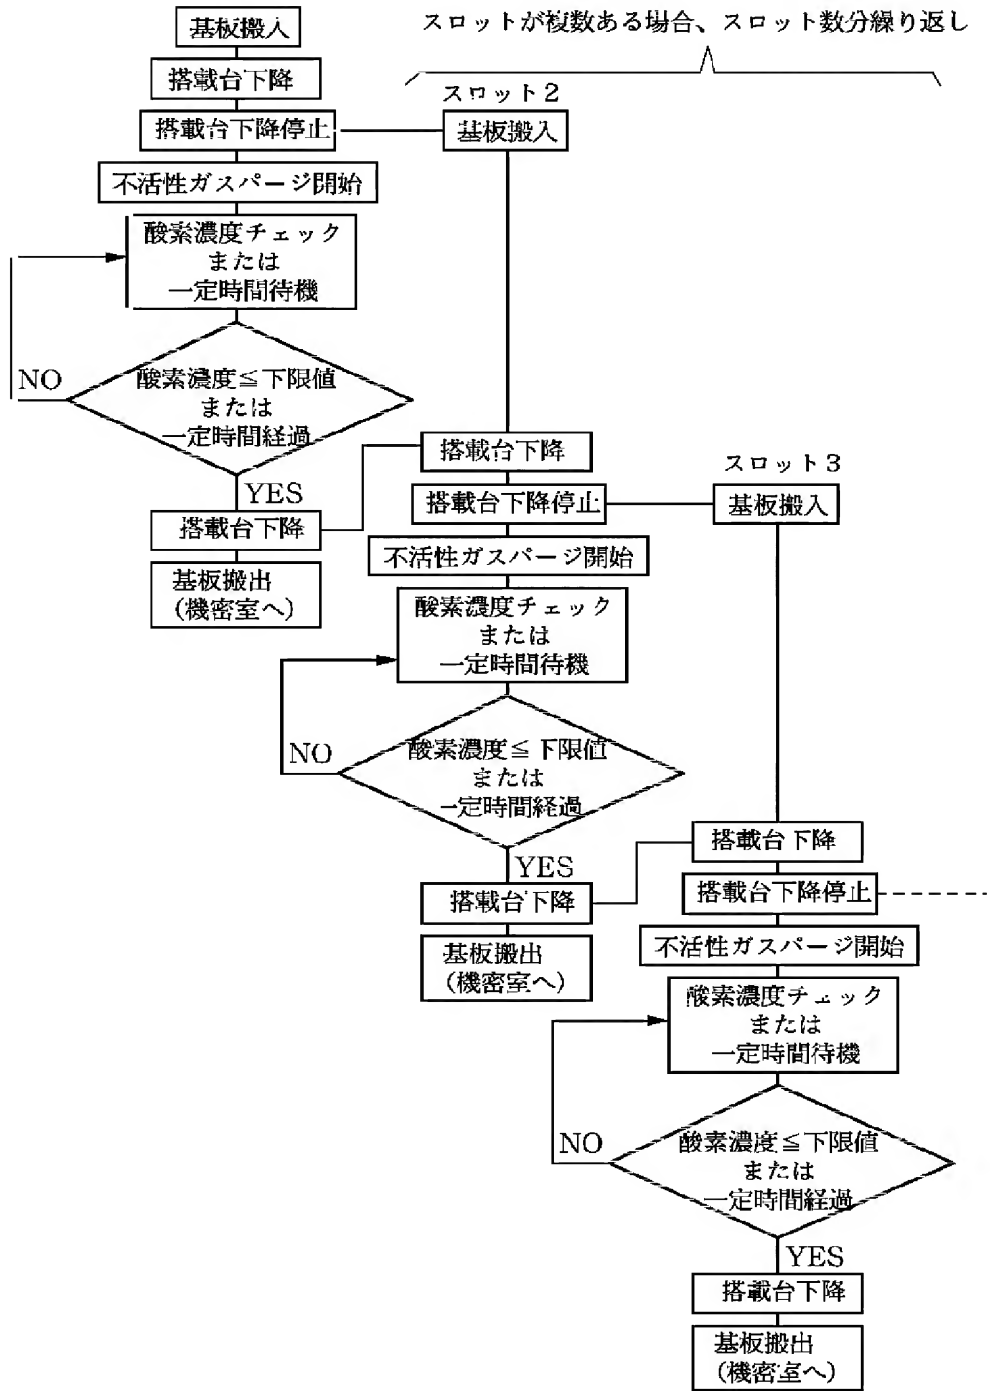 基板搬入
スロットが複数ある場合、スロット数分繰り返し
搭載台下降
スロット2
搭載台下降停止
基板搬入
不活性ガスパージ開始
酸素濃度チェック
または
一定時間待機
NO
酸素濃度≦下限値
または
一定時間経過
YES
搭載台下降
基板搬出
(機密室へ)
搭載台下降
スロット3
搭載台下降停止
基板搬入
不活性ガスパージ開始
酸素濃度チェック
または
一定時間待機
NO
酸素濃度≦下限値
または
一定時間経過
YES
搭載台下降
基板搬出
(機密室へ)
搭載台下降
搭載台下降停止
不活性ガスパージ開始
酸素濃度チェック
または
一定時間待機
NO
酸素濃度≦下限値
または
一定時間経過
YES
搭載台下降
基板搬出
(機密室へ)